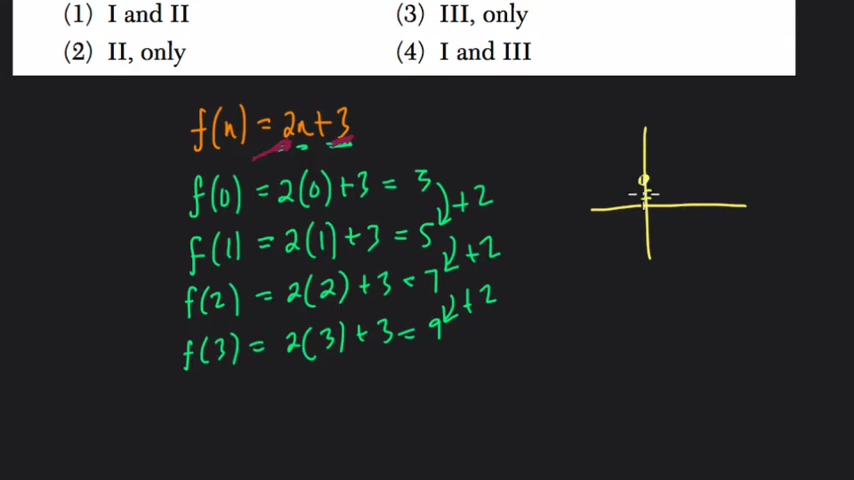 (1) I and II
(3) III, only
(2) II, only
(4) I and III
f(n) = 2n+3
f(0) = 2(0)+3 = 3
+2
f(1) = 2(1)+3 = 5
+2
f(2) = 2(2)+3 = 7
+2
f(3) = 2(3)+3 = 9